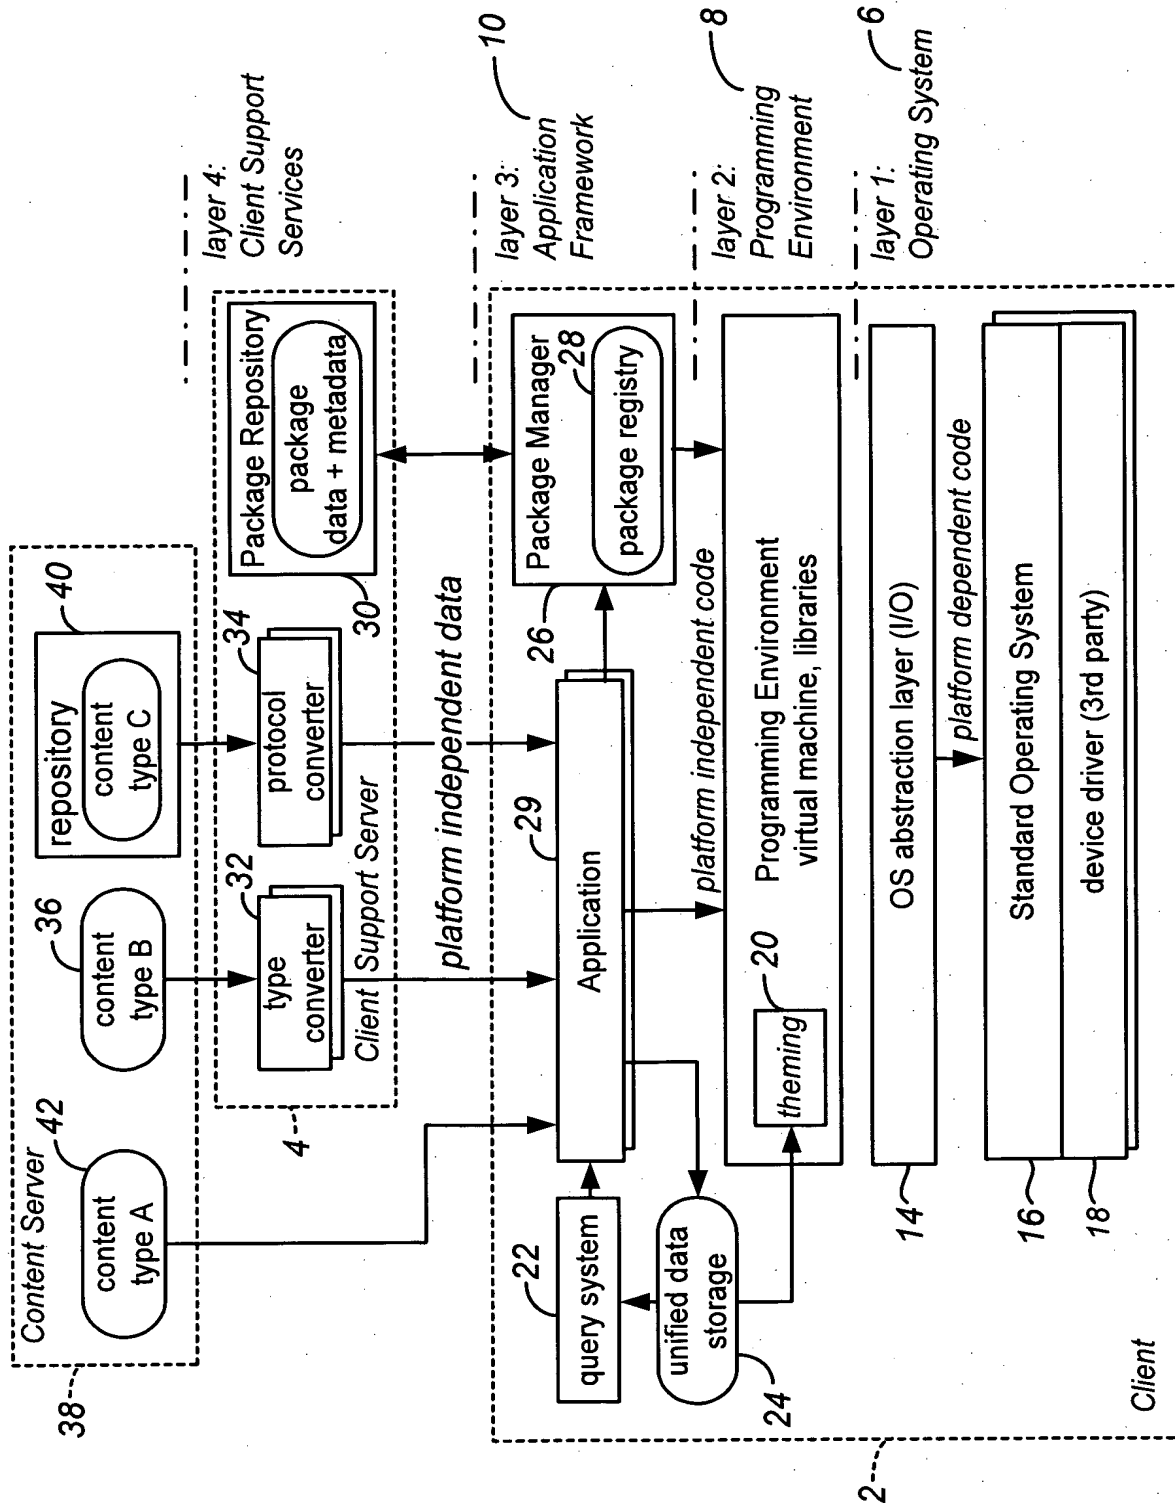 38
Content Server
42
content
type A
36
content
type B
40
repository
content
type C
4
32
type
converter
34
protocol
converter
30
Package Repository
package
data + metadata
Client Support Server
layer 4:
Client Support
Services
platform independent data
2
22
query system
unified data
storage
24
29
Application
26
Package Manager
28
package registry
layer 3:
Application
Framework
10
platform independent code
20
theming
Programming Environment
virtual machine, libraries
layer 2:
Programming
Environment
8
14
OS abstraction layer (I/O)
platform dependent code
layer 1:
Operating System
6
16
Standard Operating System
18
device driver (3rd party)
Client